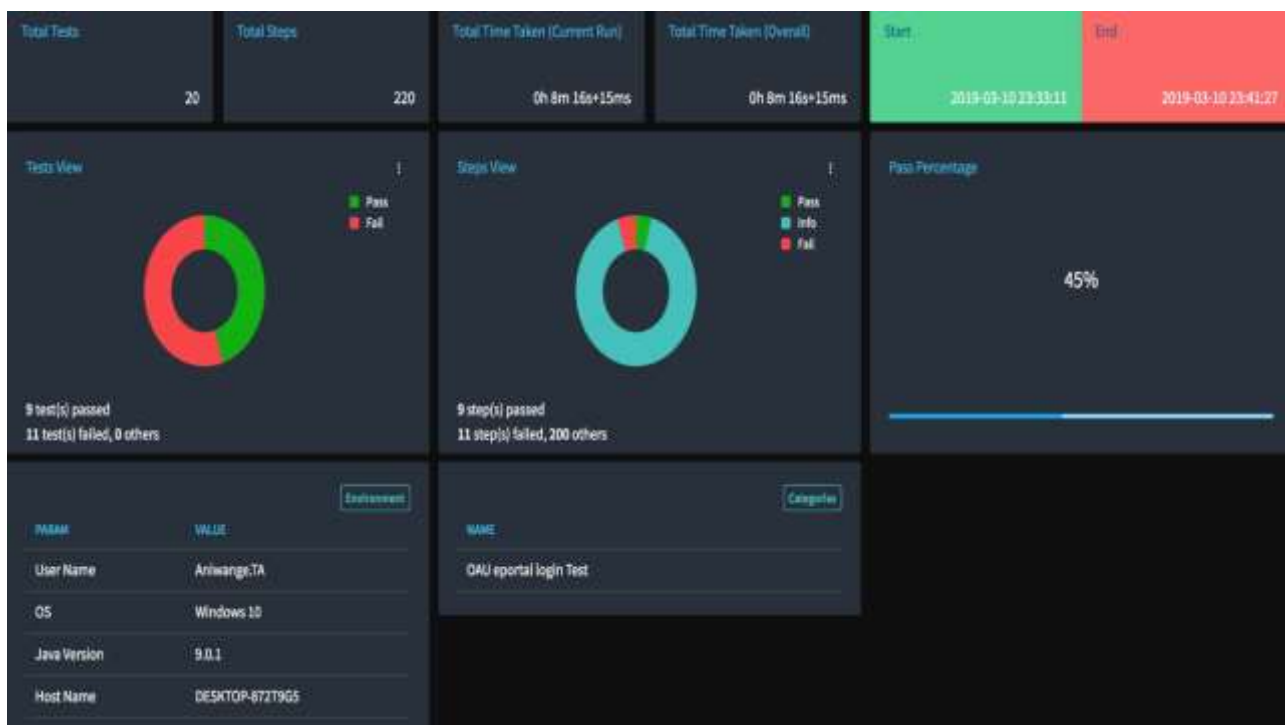 Total Tests
20
Total Steps
220
Total Time Taken (Current Run)
0h 8m 16s+15ms
Total Time Taken (Overall)
0h 8m 16s+15ms
Start
2019-03-10 23:33:11
End
2019-03-10 23:41:27
Tests View
Pass
Fail
9 test(s) passed
11 test(s) failed, 0 others
Steps View
Pass
Info
Fail
9 step(s) passed
11 step(s) failed, 200 others
Pass Percentage
45%
Environment
PARAM VALUE
User Name Aniwange.TA
OS Windows 10
Java Version 9.0.1
Host Name DESKTOP-872T9G5
Categories
NAME
OAU eportal login Test